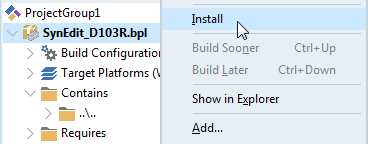 ProjectGroup1
SynEdit_D103R.bpl
Build Configuration
Target Platforms (W
Contains
..\..
Requires
Install
Build Sooner Ctrl+Up
Build Later Ctrl+Down
Show in Explorer
Add...